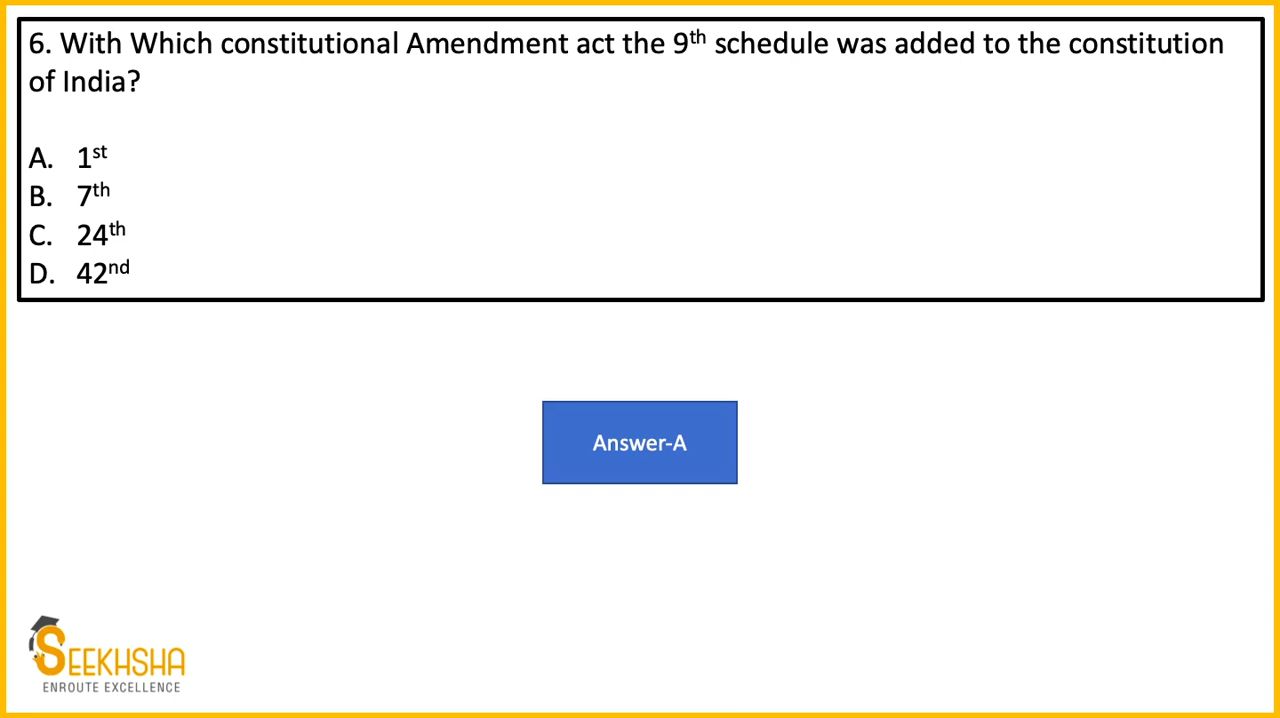 6. With Which constitutional Amendment act the 9th schedule was added to the constitution
of India?
A. 1st
B. 7th
C. 24th
D. 42nd
Answer-A
SEEKHSHA
ENROUTE EXCELLENCE